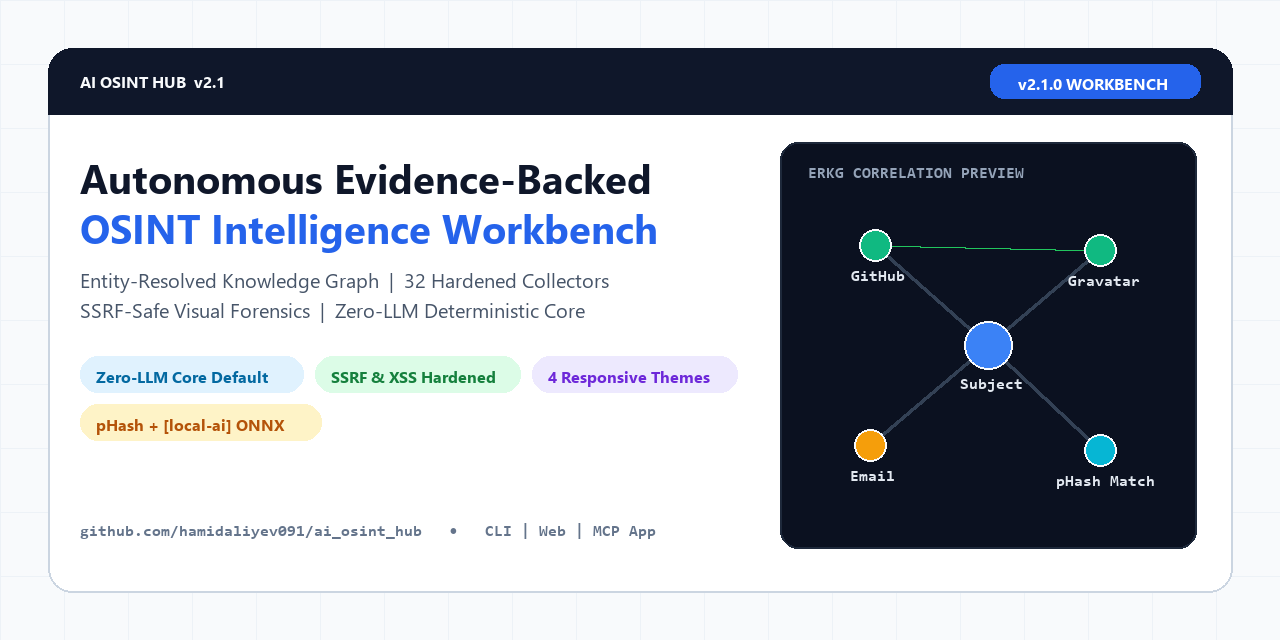 AI OSINT HUB v2.1
v2.1.0 WORKBENCH
Autonomous Evidence-Backed
OSINT Intelligence Workbench
Entity-Resolved Knowledge Graph | 32 Hardened Collectors
SSRF-Safe Visual Forensics | Zero-LLM Deterministic Core
Zero-LLM Core Default
SSRF & XSS Hardened
4 Responsive Themes
pHash + [local-ai] ONNX
github.com/hamidaliyev091/ai_osint_hub • CLI | Web | MCP App
ERKG CORRELATION PREVIEW
GitHub
Gravatar
Subject
Email
pHash Match